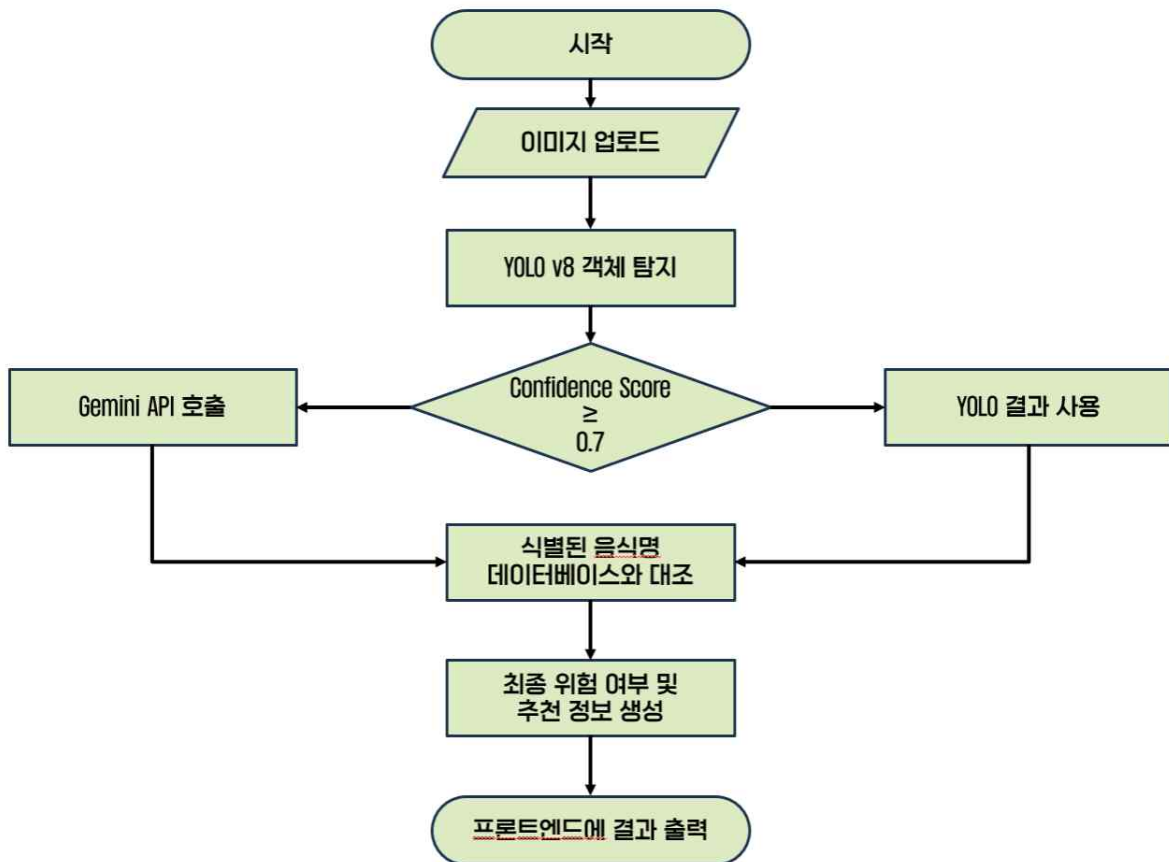 시작
이미지 업로드
YOLO v8 객체 탐지
Gemini API 호출
Confidence Score
≥
0.7
YOLO 결과 사용
식별된 음식명
데이터베이스와 대조
최종 위험 여부 및
추천 정보 생성
프론트엔드에 결과 출력